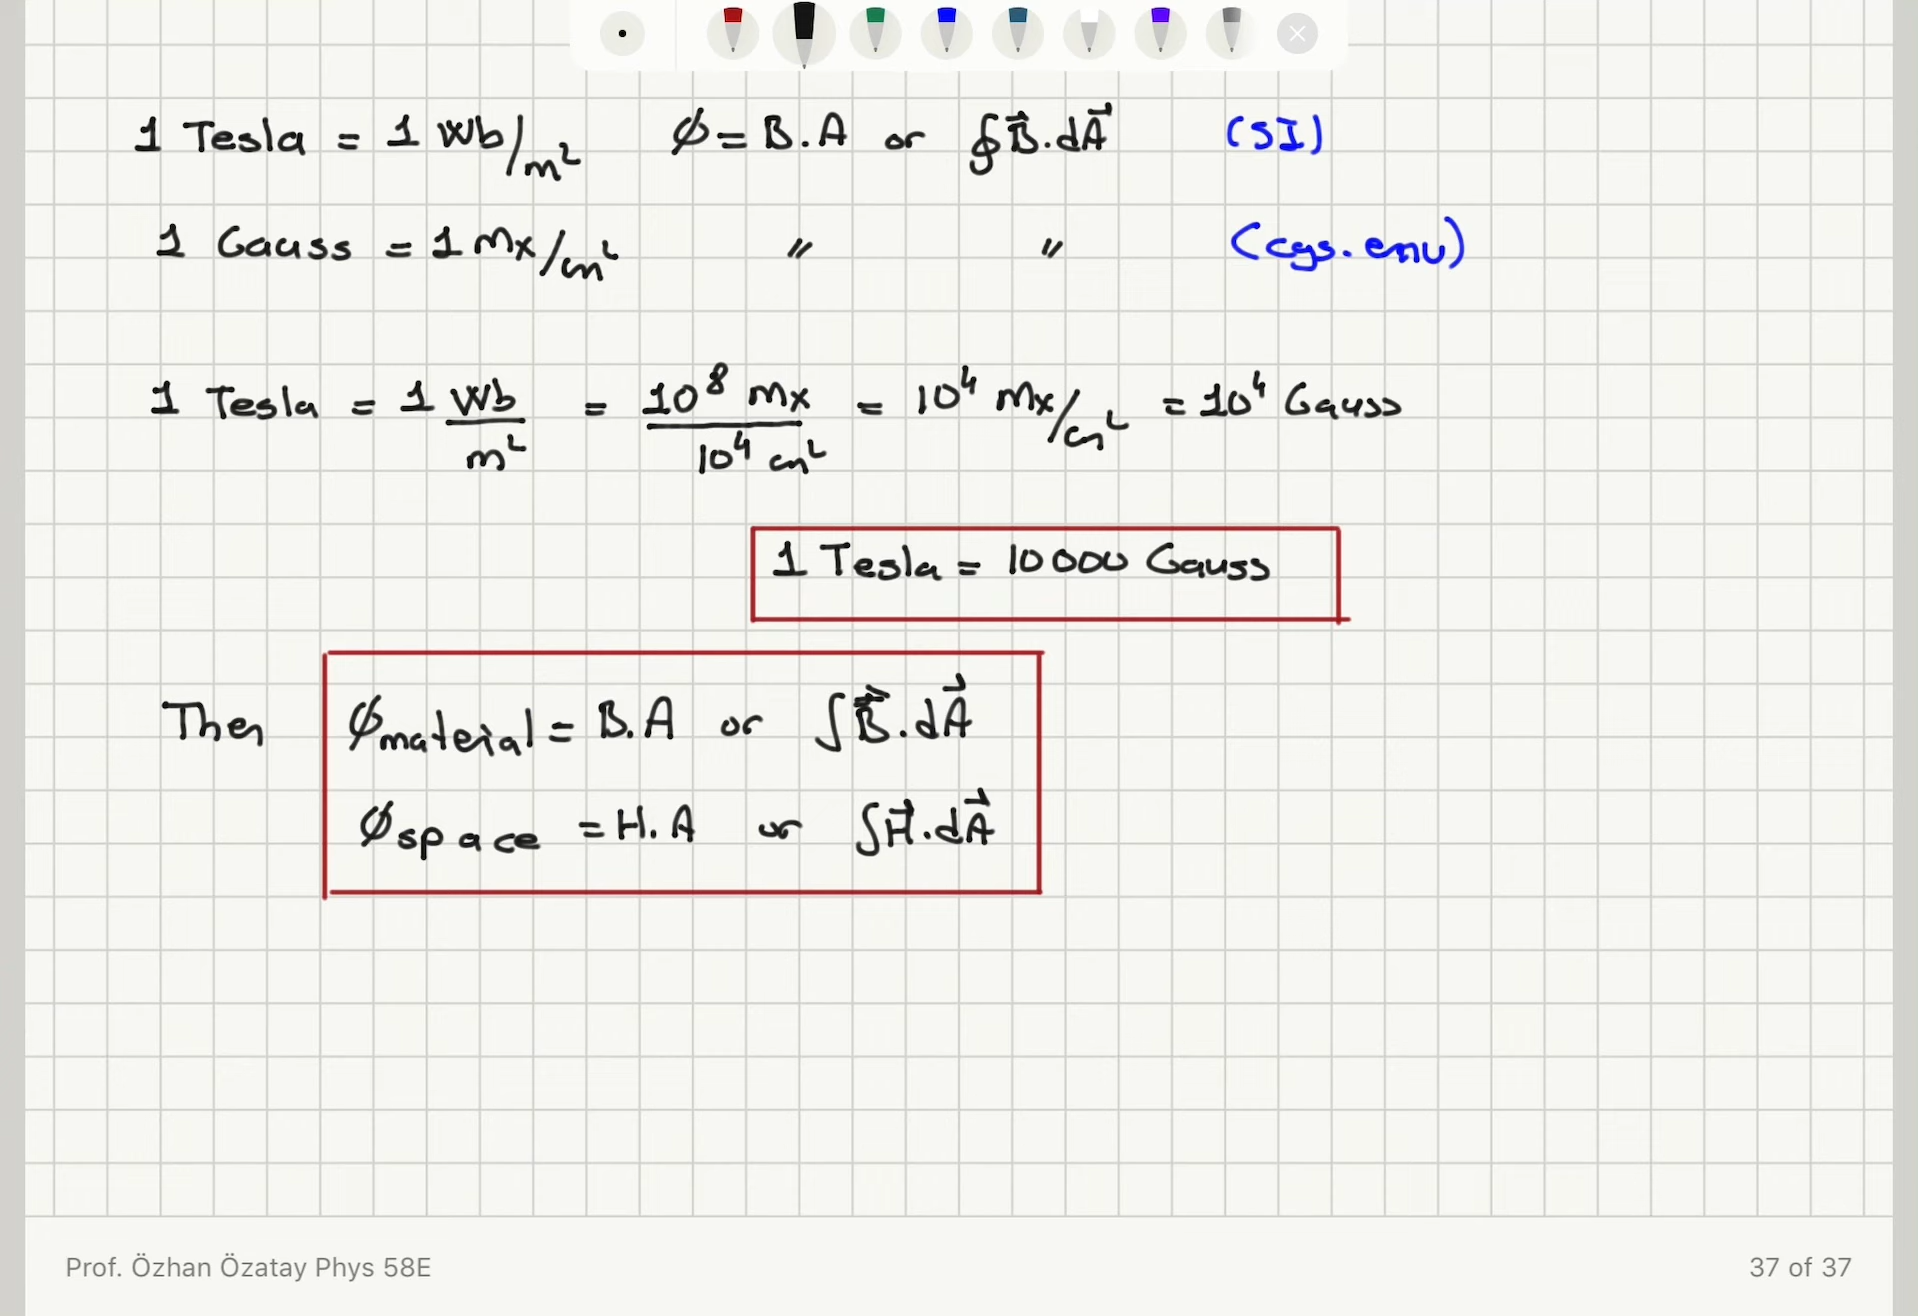 1 Tesla = 1 Wb/m² ∅ = B.A or ∮B⃗.dA⃗ (SI)
1 Gauss = 1 Mx/cm² " " (cgs.emu)
1 Tesla = 1 Wb/m² = 10⁸ Mx/10⁴ cm² = 10⁴ Mx/cm² = 10⁴ Gauss
1 Tesla = 10000 Gauss
Then ∅material = B.A or ∫B⃗.dA⃗
∅space = H.A or ∫H⃗.dA⃗
Prof. Özhan Özatay Phys 58E 37 of 37